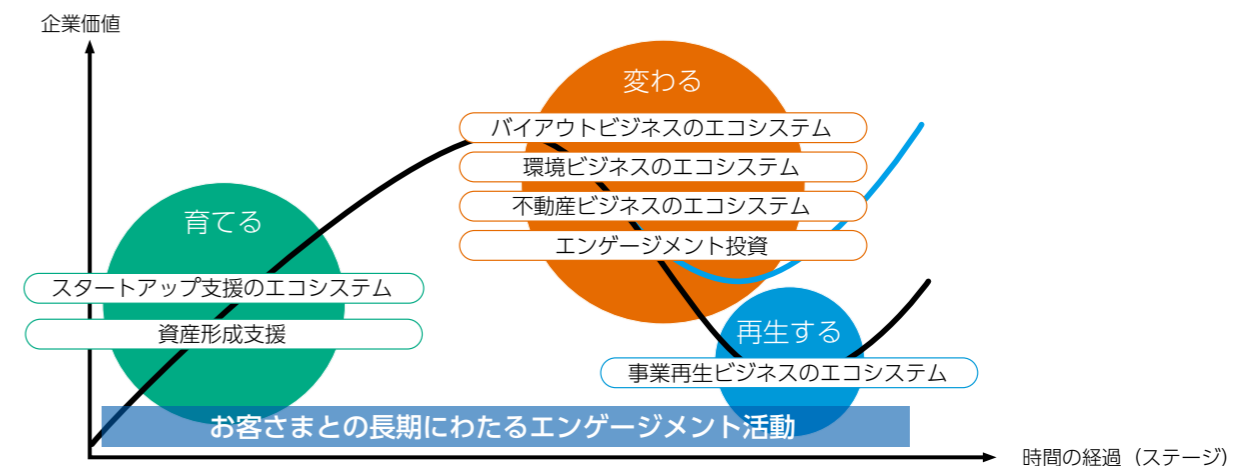 企業価値
変わる
バイアウトビジネスのエコシステム
環境ビジネスのエコシステム
不動産ビジネスのエコシステム
エンゲージメント投資
育てる
スタートアップ支援のエコシステム
資産形成支援
再生する
事業再生ビジネスのエコシステム
お客さまとの長期にわたるエンゲージメント活動
時間の経過（ステージ）